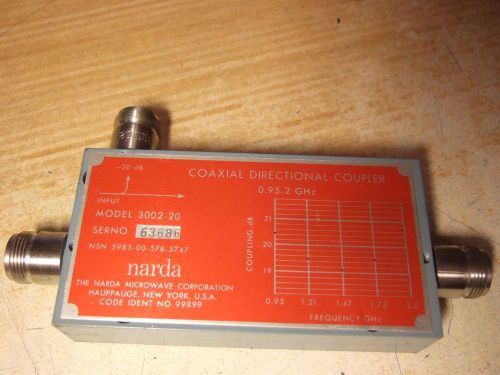 COAXIAL DIRECTIONAL COUPLER
0.95-2 GHz
-20 dB
INPUT
MODEL 3002-20
SERNO 63686
NSN 5985-00-578-5747
narda
THE NARDA MICROWAVE CORPORATION
HAUPPAUGE, NEW YORK, U.S.A.
CODE IDENT NO 99899
COUPLING-dB
21
20
19
0.95 1.21 1.47 1.73 2.0
FREQUENCY GHz